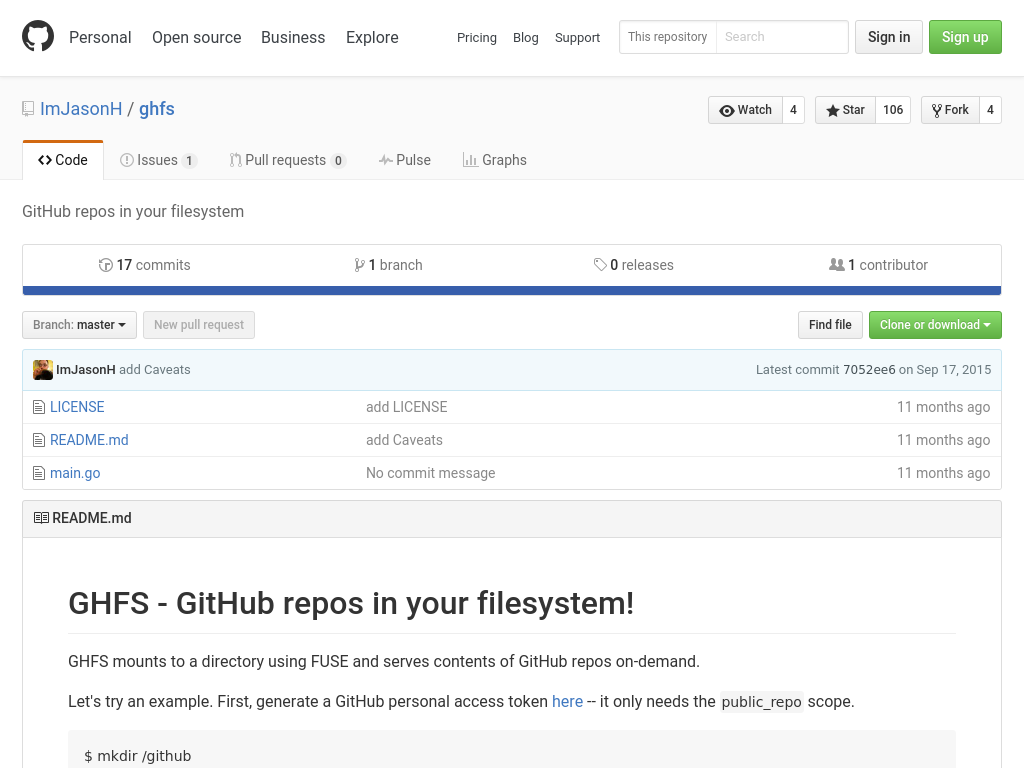 Personal Open source Business Explore Pricing Blog Support This repository Search Sign in Sign up
ImJasonH / ghfs Watch 4 Star 106 Fork 4
Code Issues 1 Pull requests 0 Pulse Graphs
GitHub repos in your filesystem
17 commits 1 branch 0 releases 1 contributor
Branch: master New pull request Find file Clone or download
ImJasonH add Caveats Latest commit 7052ee6 on Sep 17, 2015
LICENSE add LICENSE 11 months ago
README.md add Caveats 11 months ago
main.go No commit message 11 months ago
README.md
GHFS - GitHub repos in your filesystem!
GHFS mounts to a directory using FUSE and serves contents of GitHub repos on-demand.
Let's try an example. First, generate a GitHub personal access token here -- it only needs the public_repo scope.
$ mkdir /github